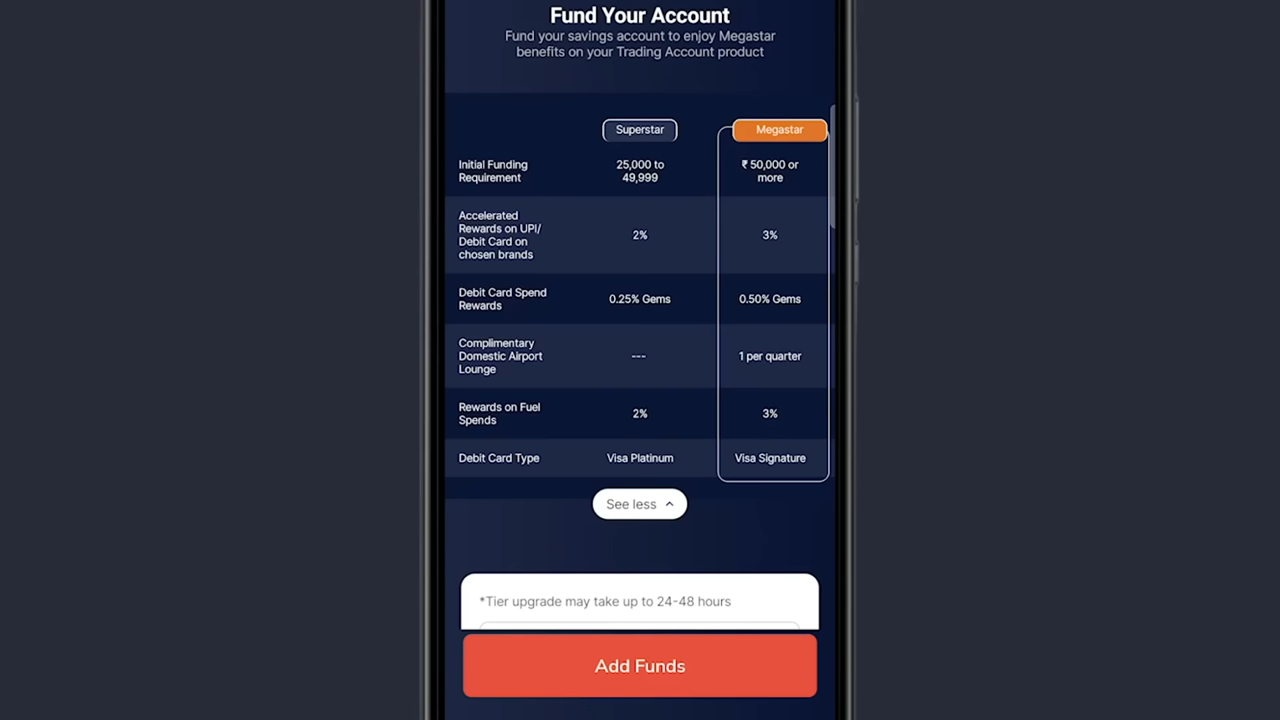 Fund Your Account
Fund your savings account to enjoy Megastar
benefits on your Trading Account product
Superstar
Megastar
Initial Funding
Requirement
25,000 to
49,999
₹ 50,000 or
more
Accelerated
Rewards on UPI/
Debit Card on
chosen brands
2%
3%
Debit Card Spend
Rewards
0.25% Gems
0.50% Gems
Complimentary
Domestic Airport
Lounge
---
1 per quarter
Rewards on Fuel
Spends
2%
3%
Debit Card Type
Visa Platinum
Visa Signature
See less
*Tier upgrade may take up to 24-48 hours
Add Funds